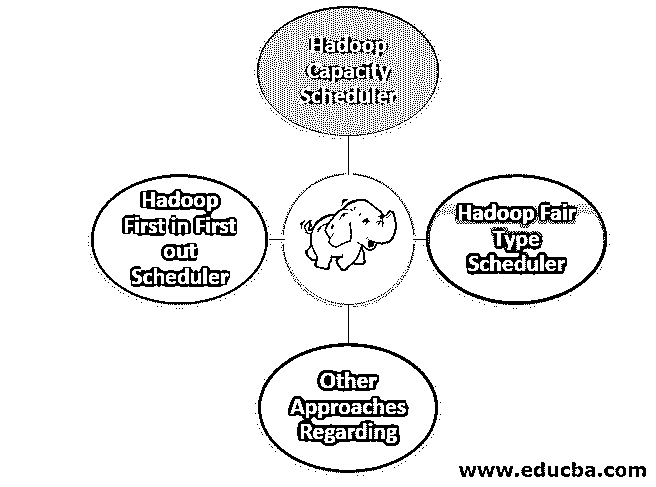 Hadoop
Capacity
Scheduler
Hadoop
First in First
out
Scheduler
Hadoop Fair
Type
Scheduler
Other
Approaches
Regarding
www.educba.com